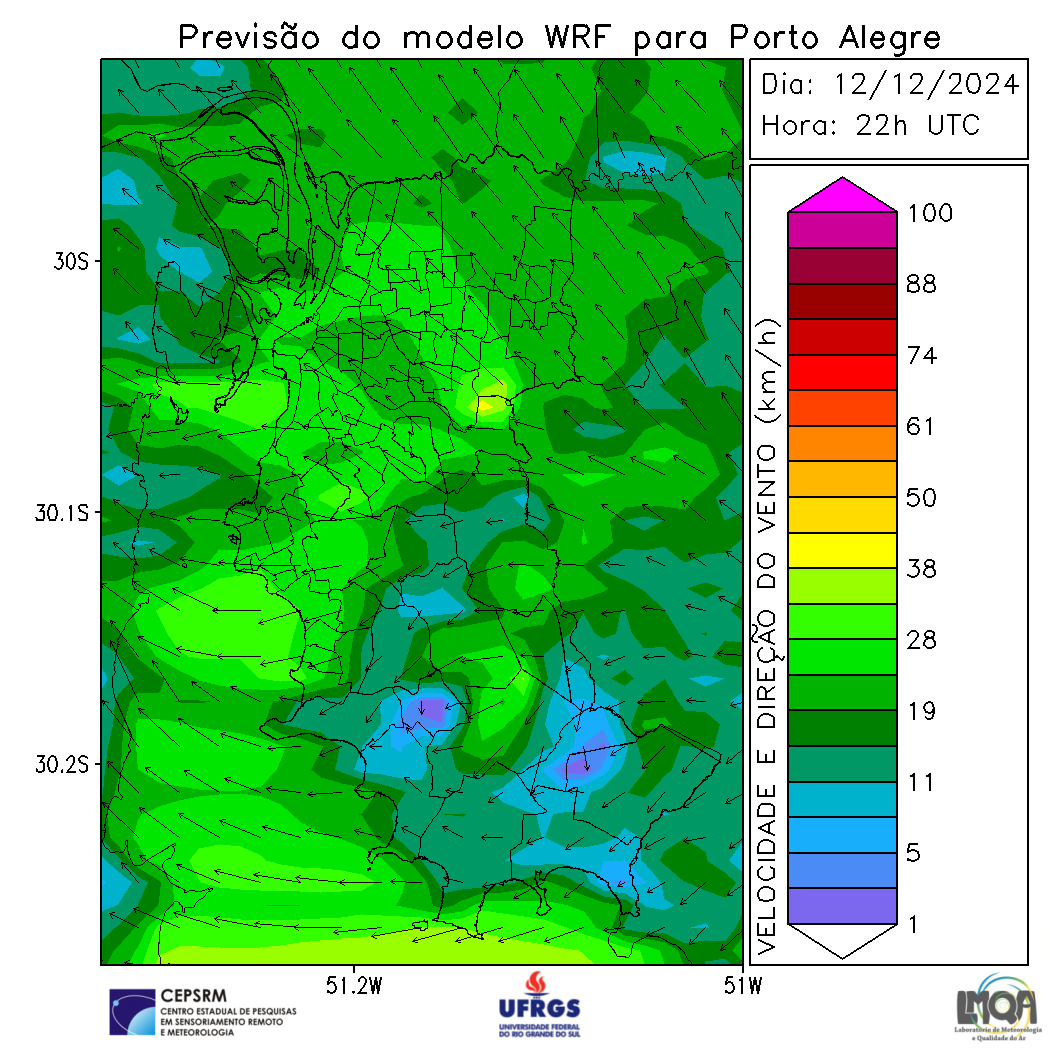 Previsão do modelo WRF para Porto Alegre
Dia: 12/12/2024
Hora: 22h UTC
30S
30.1S
30.2S
51.2W
51W
VELOCIDADE E DIREÇÃO DO VENTO (km/h)
100
88
74
61
50
38
28
19
11
5
1
CEPSRM
CENTRO ESTADUAL DE PESQUISAS
EM SENSORIAMENTO REMOTO
E METEOROLOGIA
UFRGS
UNIVERSIDADE FEDERAL
DO RIO GRANDE DO SUL
LMQA
Laboratório de Meteorologia
e Qualidade do Ar